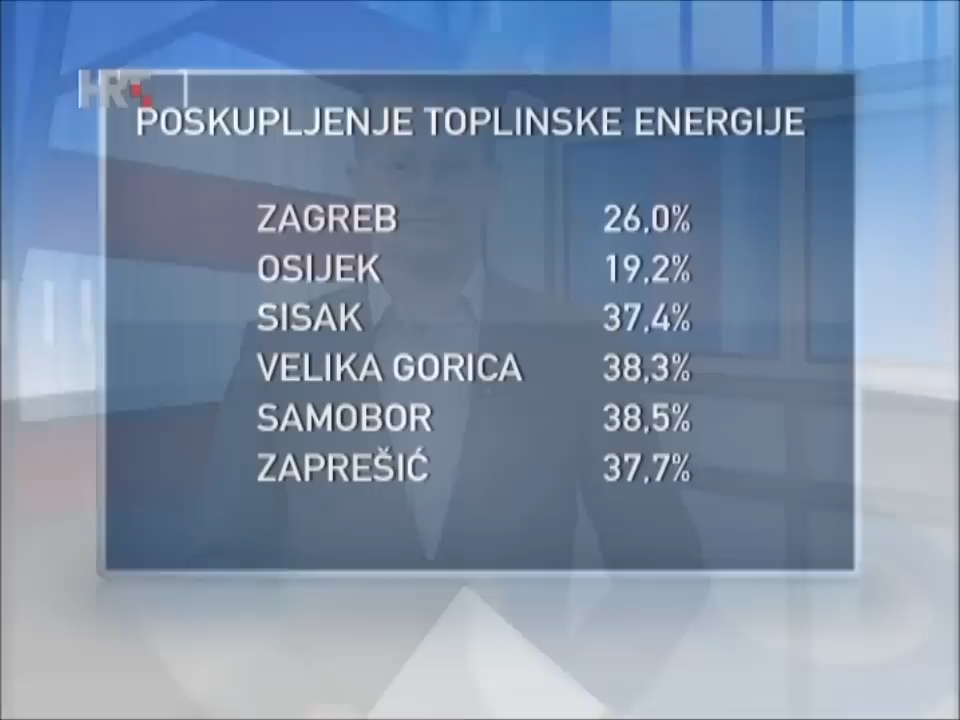 HRT
POSKUPLJENJE TOPLINSKE ENERGIJE
ZAGREB 26,0%
OSIJEK 19,2%
SISAK 37,4%
VELIKA GORICA 38,3%
SAMOBOR 38,5%
ZAPREŠIĆ 37,7%